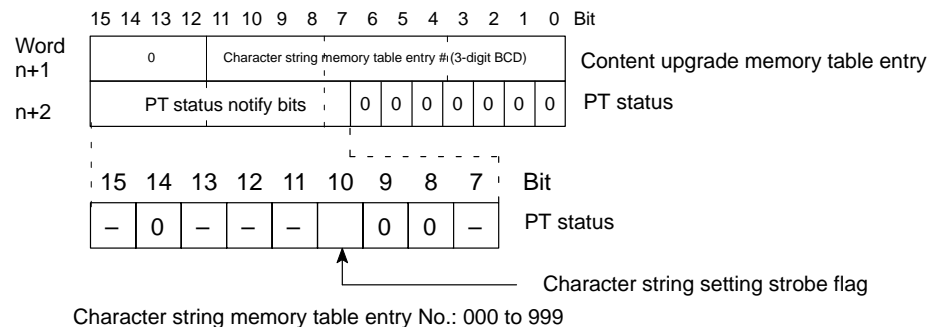 15 14 13 12 11 10 9 8 7 6 5 4 3 2 1 0 Bit
Word
n+1 0 Character string memory table entry # (3-digit BCD) Content upgrade memory table entry
n+2 PT status notify bits 0 0 0 0 0 0 0 PT status
15 14 13 12 11 10 9 8 7 Bit
– 0 – – – 0 0 – PT status
Character string setting strobe flag
Character string memory table entry No.: 000 to 999